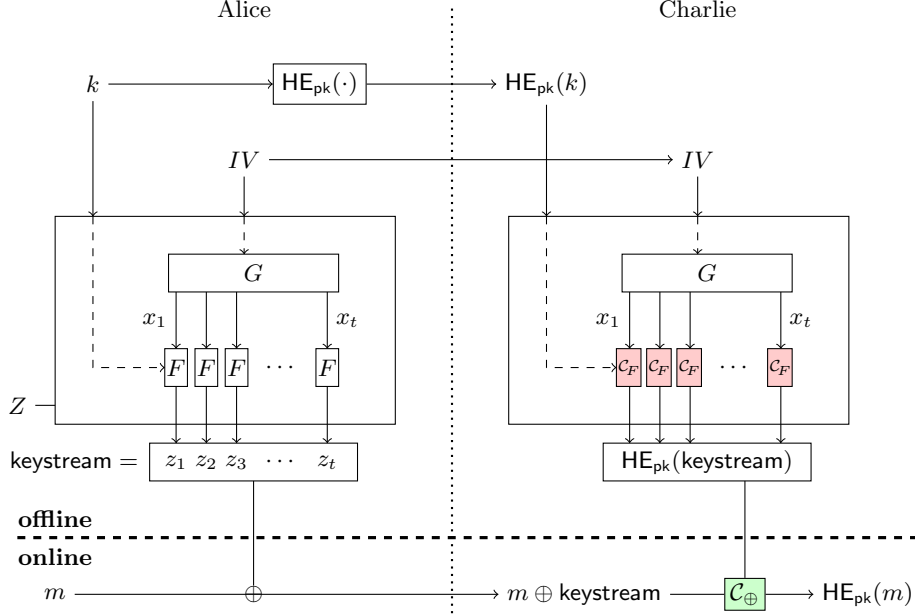 Alice Charlie
k HE_pk(·) HE_pk(k)
IV IV
G G
x_1 x_t x_1 x_t
F F F ⋯ F C_F C_F C_F ⋯ C_F
Z
keystream = z_1 z_2 z_3 ⋯ z_t HE_pk(keystream)
offline
online
m ⊕ m ⊕ keystream C_⊕ HE_pk(m)